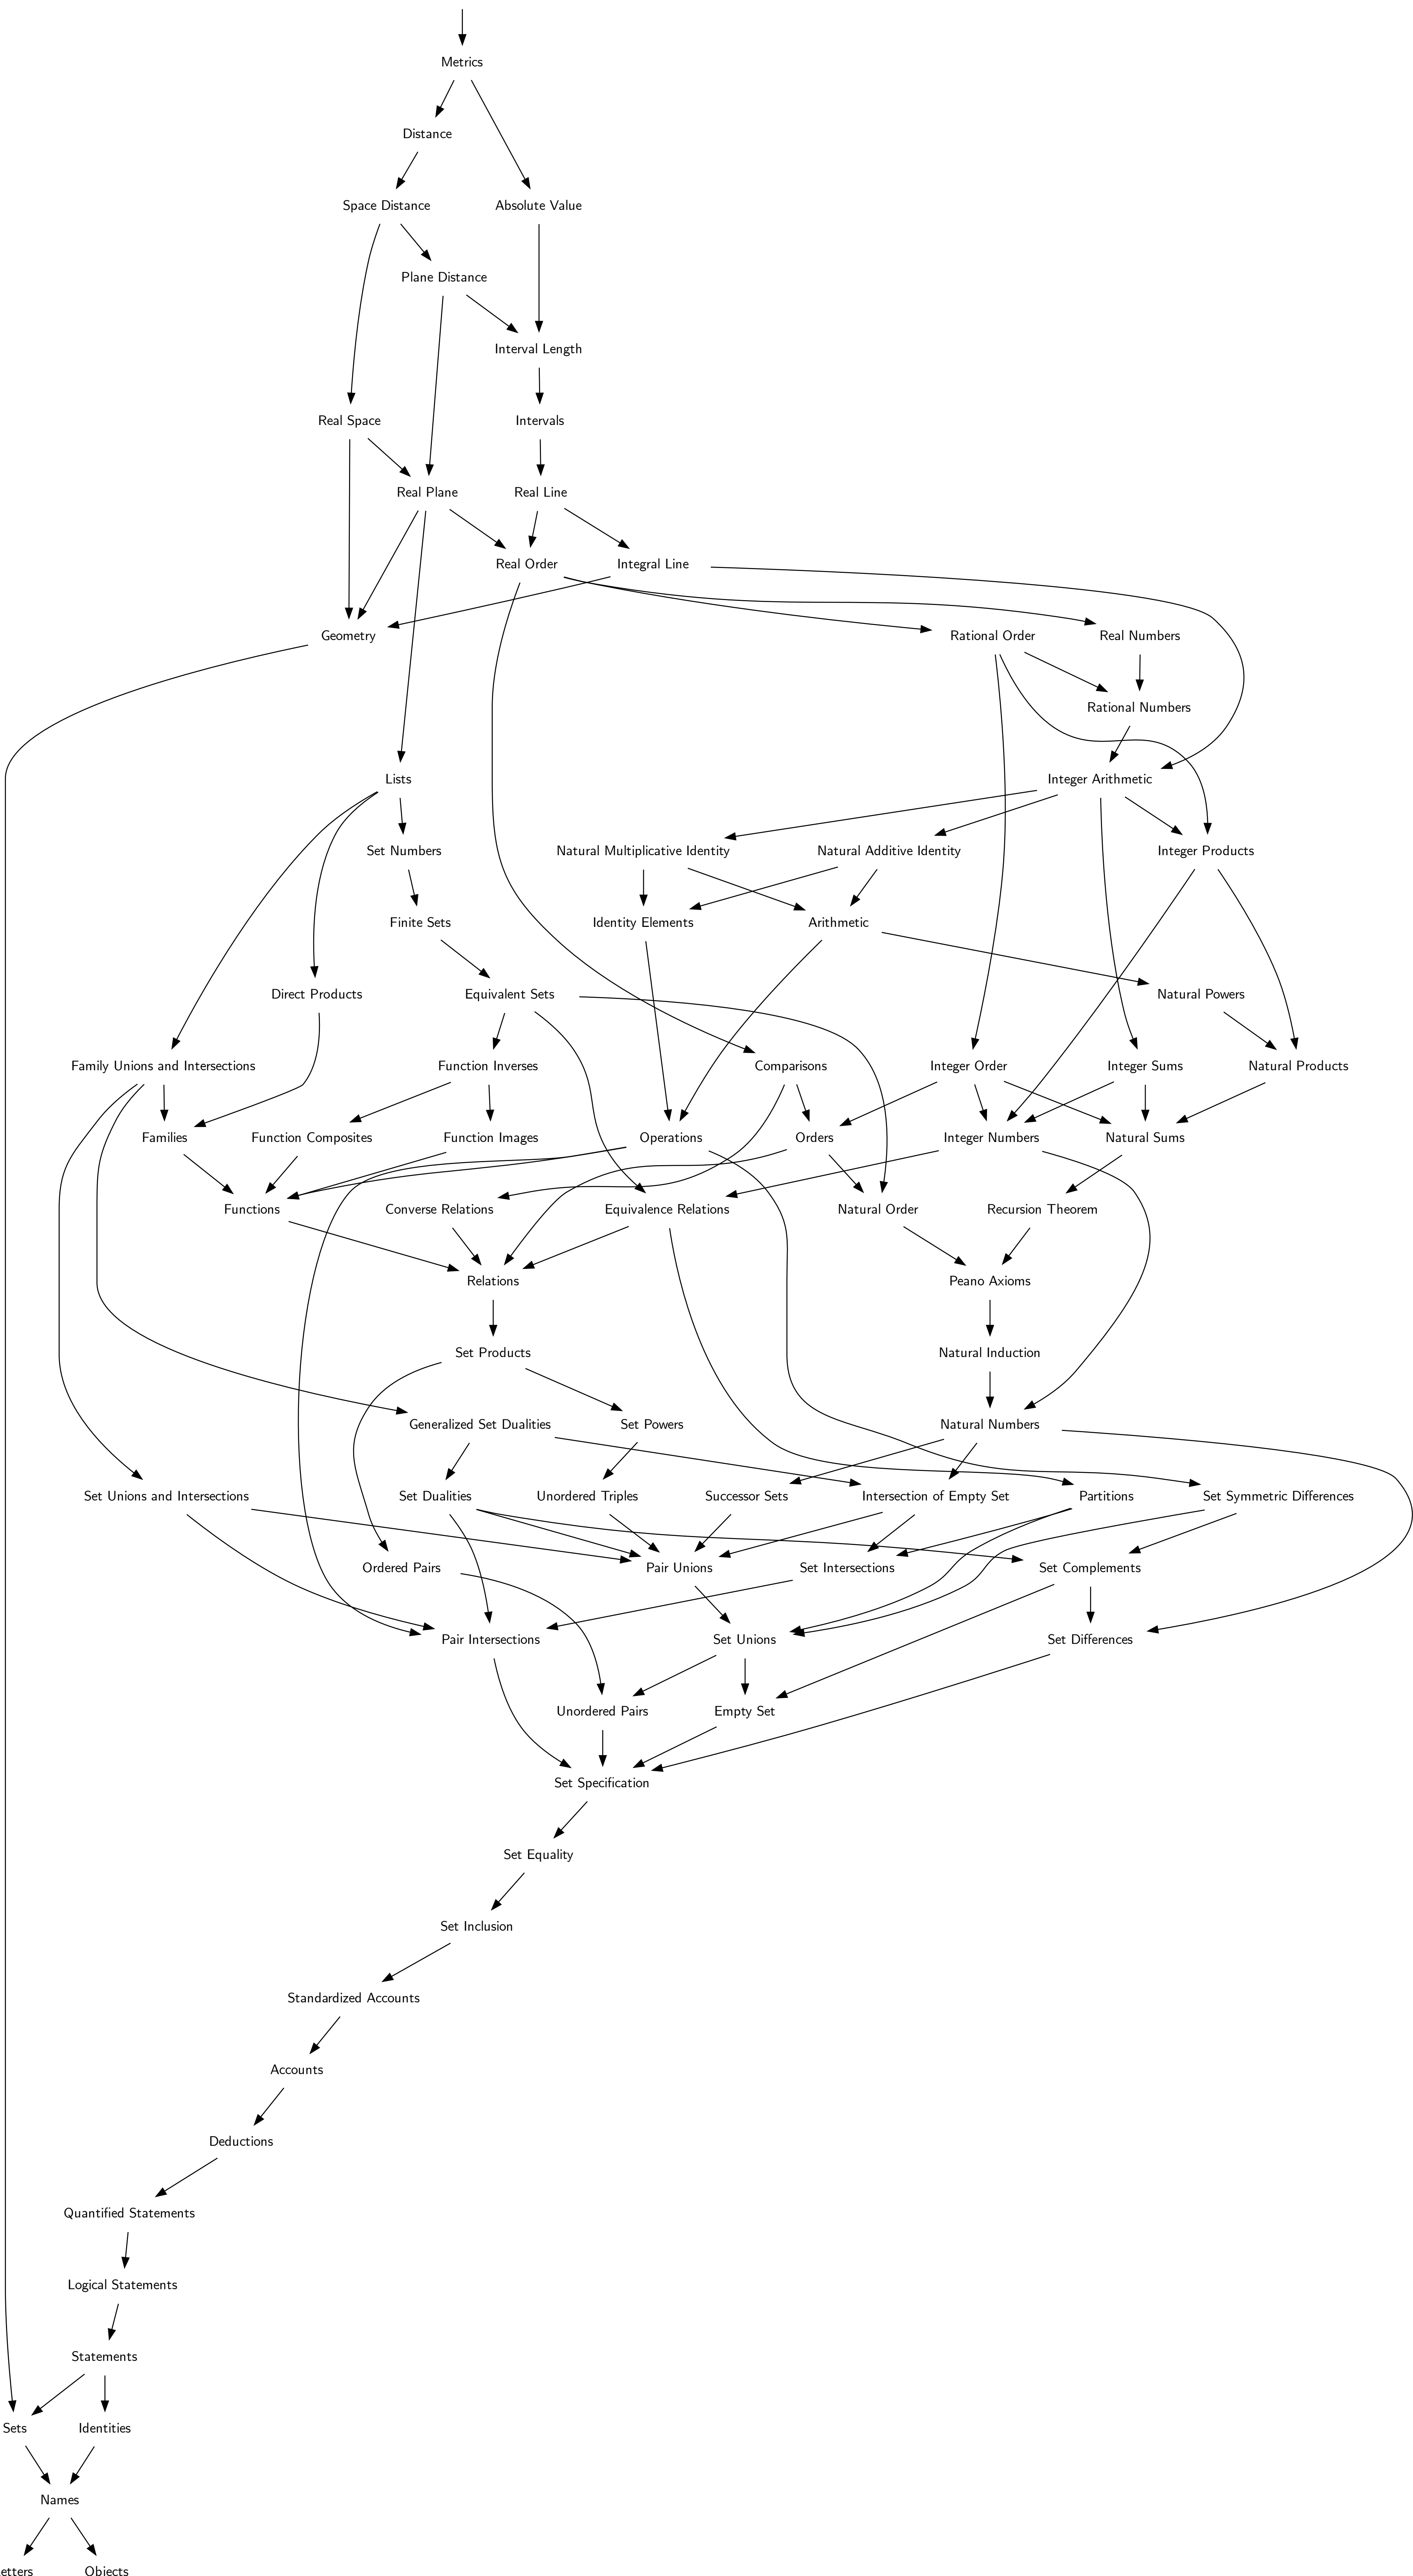 Metrics
Distance
Space Distance
Absolute Value
Plane Distance
Interval Length
Real Space
Intervals
Real Plane
Real Line
Real Order
Integral Line
Geometry
Rational Order
Real Numbers
Rational Numbers
Lists
Integer Arithmetic
Set Numbers
Natural Multiplicative Identity
Natural Additive Identity
Integer Products
Finite Sets
Identity Elements
Arithmetic
Direct Products
Equivalent Sets
Natural Powers
Family Unions and Intersections
Function Inverses
Comparisons
Integer Order
Integer Sums
Natural Products
Families
Function Composites
Function Images
Operations
Orders
Integer Numbers
Natural Sums
Functions
Converse Relations
Equivalence Relations
Natural Order
Recursion Theorem
Relations
Peano Axioms
Set Products
Natural Induction
Generalized Set Dualities
Set Powers
Natural Numbers
Set Unions and Intersections
Set Dualities
Unordered Triples
Successor Sets
Intersection of Empty Set
Partitions
Set Symmetric Differences
Ordered Pairs
Pair Unions
Set Intersections
Set Complements
Pair Intersections
Set Unions
Set Differences
Unordered Pairs
Empty Set
Set Specification
Set Equality
Set Inclusion
Standardized Accounts
Accounts
Deductions
Quantified Statements
Logical Statements
Statements
Sets
Identities
Names
etters
Objects